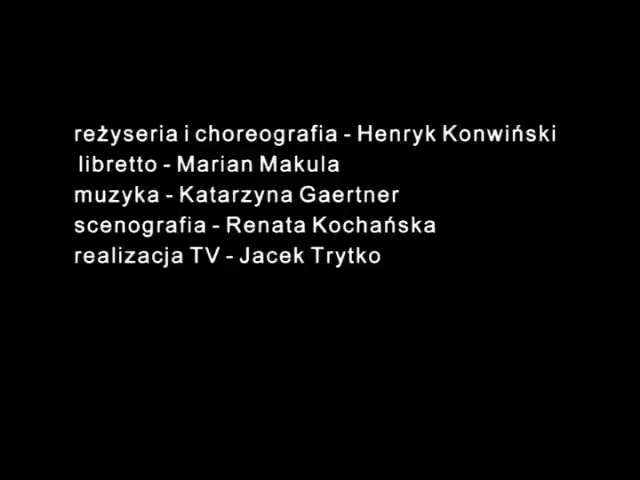 reżyseria i choreografia - Henryk Konwiński
libretto - Marian Makula
muzyka - Katarzyna Gaertner
scenografia - Renata Kochańska
realizacja TV - Jacek Trytko